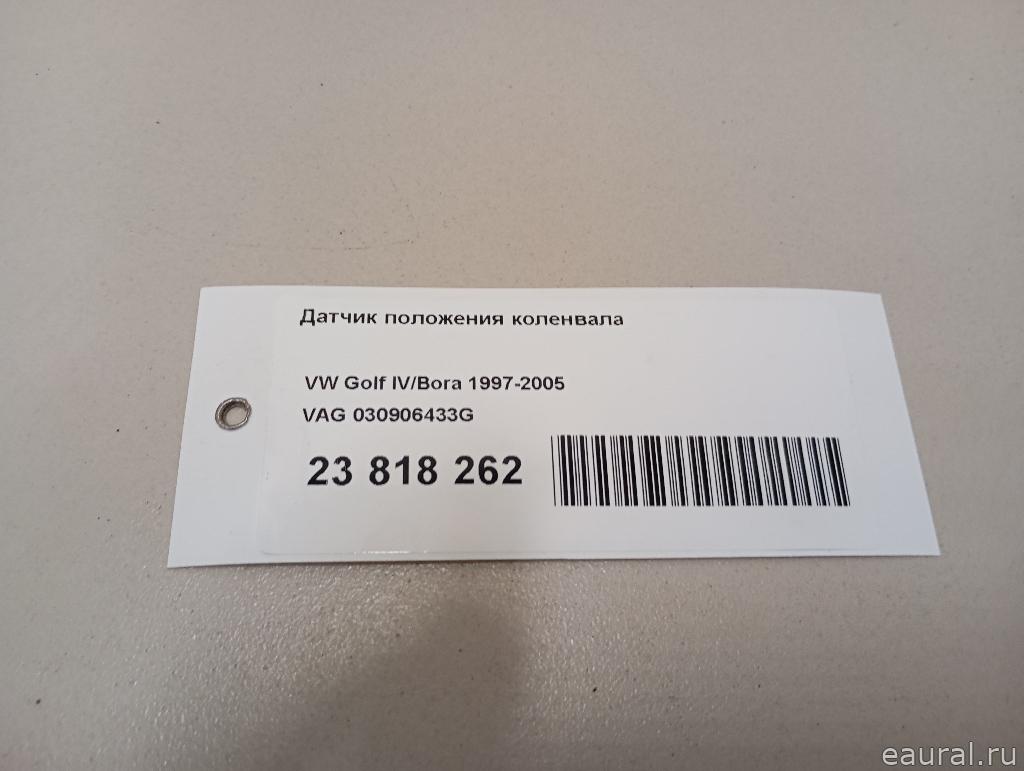 Датчик положения коленвала
VW Golf IV/Bora 1997-2005
VAG 030906433G
23 818 262
eaural.ru